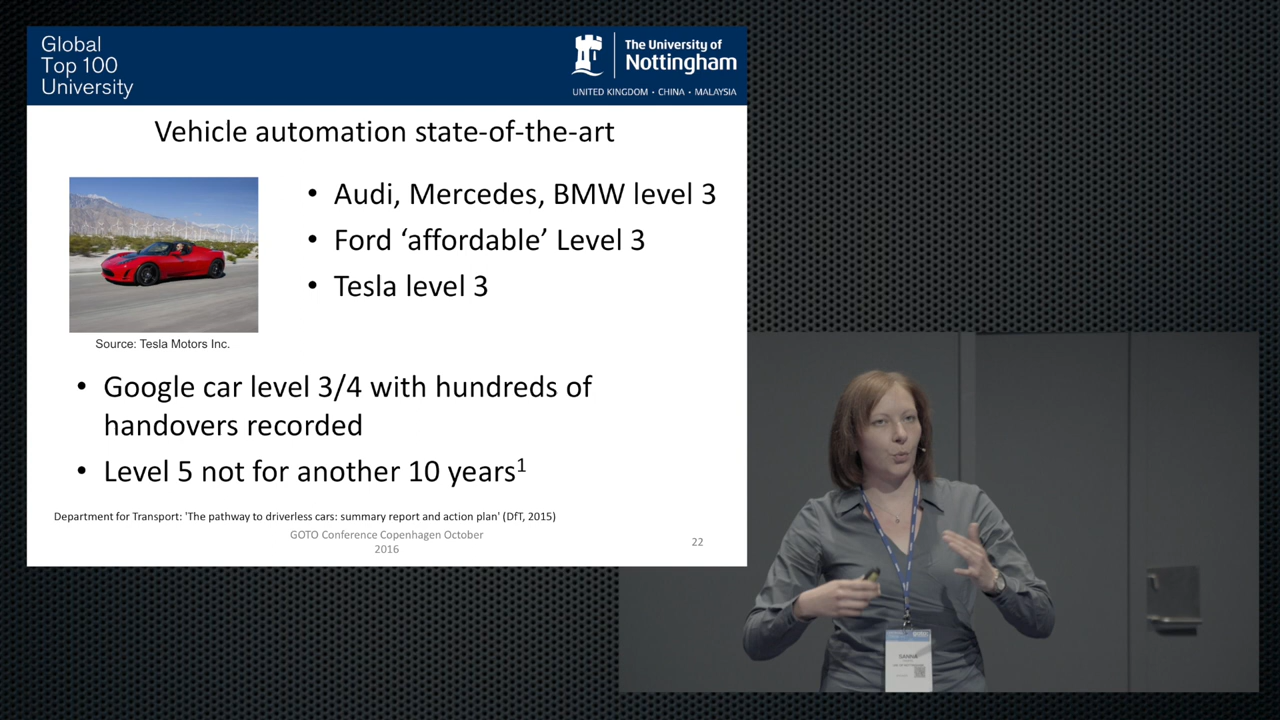 Global
Top 100
University
The University of
Nottingham
UNITED KINGDOM • CHINA • MALAYSIA
Vehicle automation state-of-the-art
• Audi, Mercedes, BMW level 3
• Ford ‘affordable’ Level 3
• Tesla level 3
Source: Tesla Motors Inc.
• Google car level 3/4 with hundreds of
handovers recorded
• Level 5 not for another 10 years¹
Department for Transport: 'The pathway to driverless cars: summary report and action plan' (DfT, 2015)
GOTO Conference Copenhagen October
2016
22
SANNA